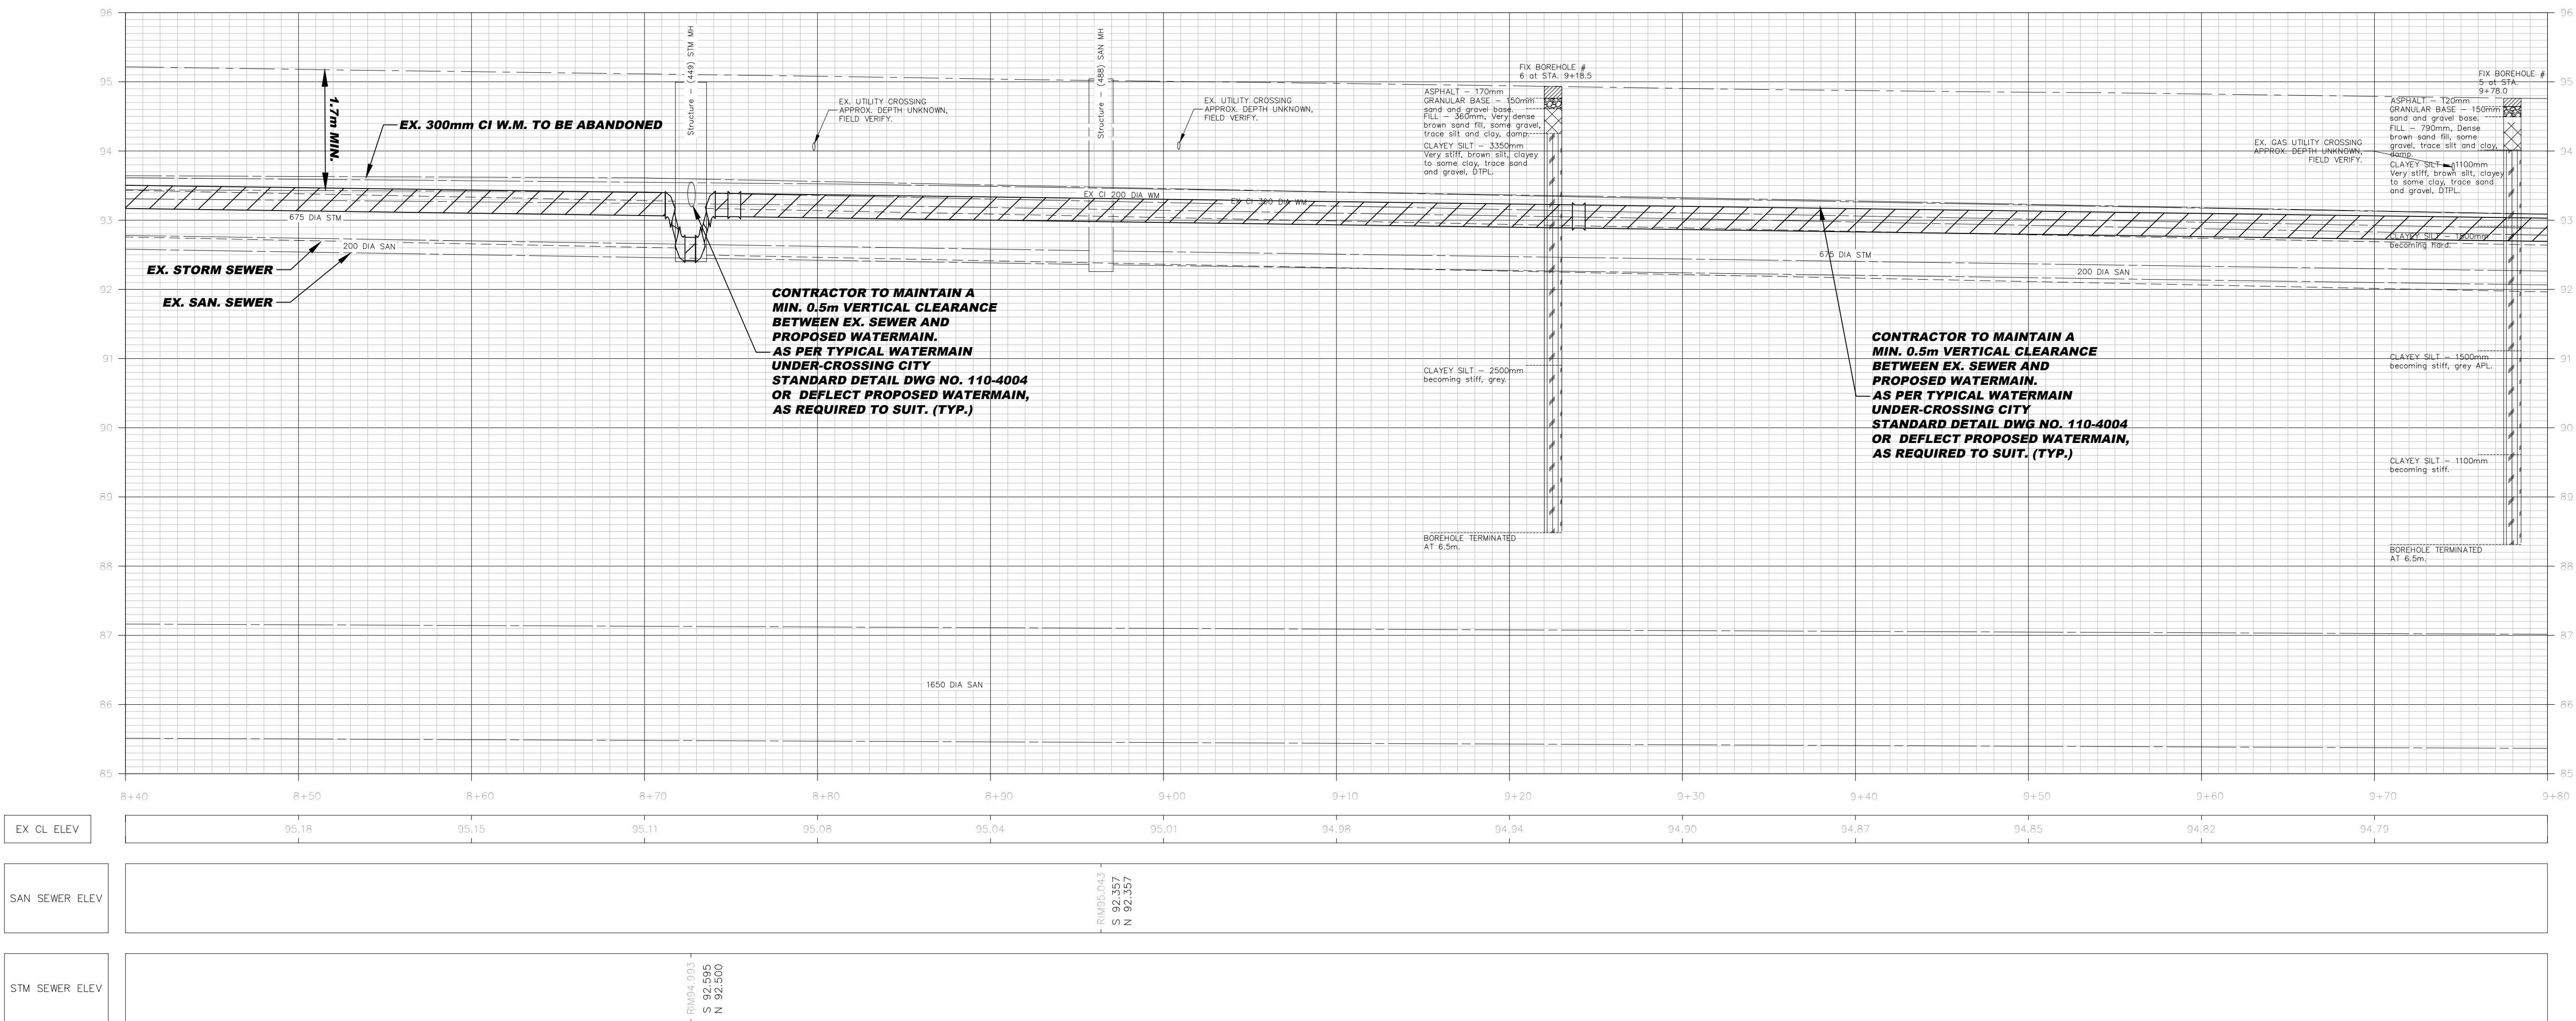 96
96
95
95
94
94
93
93
92
92
91
91
90
90
89
89
88
88
87
87
86
86
85
85
Structure - (449) STM MH
Structure - (488) SAN MH
1.7m MIN.
EX. 300mm CI W.M. TO BE ABANDONED
EX. UTILITY CROSSING
APPROX. DEPTH UNKNOWN,
FIELD VERIFY.
EX. UTILITY CROSSING
APPROX. DEPTH UNKNOWN,
FIELD VERIFY.
FIX BOREHOLE #
6 at STA. 9+18.5
ASPHALT - 170mm
GRANULAR BASE - 150mm
sand and gravel base.
FILL - 360mm, Very dense
brown sand fill, some gravel,
trace silt and clay, damp.
CLAYEY SILT - 3350mm
Very stiff, brown silt, clayey
to some clay, trace sand
and gravel, DTPL.
CLAYEY SILT - 2500mm
becoming stiff, grey.
BOREHOLE TERMINATED
AT 6.5m.
FIX BOREHOLE #
5 at STA.
9+78.0
ASPHALT - 120mm
GRANULAR BASE - 150mm
sand and gravel base.
FILL - 790mm, Dense
brown sand fill, some
gravel, trace silt and clay,
damp.
CLAYEY SILT - 1100mm
Very stiff, brown silt, clayey
to some clay, trace sand
and gravel, DTPL.
EX. GAS UTILITY CROSSING
APPROX. DEPTH UNKNOWN,
FIELD VERIFY.
CLAYEY SILT -
becoming hard.
CLAYEY SILT - 1500mm
becoming stiff, grey APL.
CLAYEY SILT - 1100mm
becoming stiff.
BOREHOLE TERMINATED
AT 6.5m.
675 DIA STM
200 DIA SAN
EX CI 200 DIA WM
EX CI 300 DIA WM
675 STM
200 DIA SAN
EX. STORM SEWER
EX. SAN. SEWER
CONTRACTOR TO MAINTAIN A
MIN. 0.5m VERTICAL CLEARANCE
BETWEEN EX. SEWER AND
PROPOSED WATERMAIN.
AS PER TYPICAL WATERMAIN
UNDER-CROSSING CITY
STANDARD DETAIL DWG NO. 110-4004
OR DEFLECT PROPOSED WATERMAIN,
AS REQUIRED TO SUIT. (TYP.)
CONTRACTOR TO MAINTAIN A
MIN. 0.5m VERTICAL CLEARANCE
BETWEEN EX. SEWER AND
PROPOSED WATERMAIN.
AS PER TYPICAL WATERMAIN
UNDER-CROSSING CITY
STANDARD DETAIL DWG NO. 110-4004
OR DEFLECT PROPOSED WATERMAIN,
AS REQUIRED TO SUIT. (TYP.)
1650 DIA SAN
8+40
8+50
8+60
8+70
8+80
8+90
9+00
9+10
9+20
9+30
9+40
9+50
9+60
9+70
9+80
EX CL ELEV
95.18
95.15
95.11
95.08
95.04
95.01
94.98
94.94
94.90
94.87
94.85
94.82
94.79
SAN SEWER ELEV
RIM95.043
S 92.357
N 92.357
STM SEWER ELEV
RIM94.993
S 92.595
N 92.500